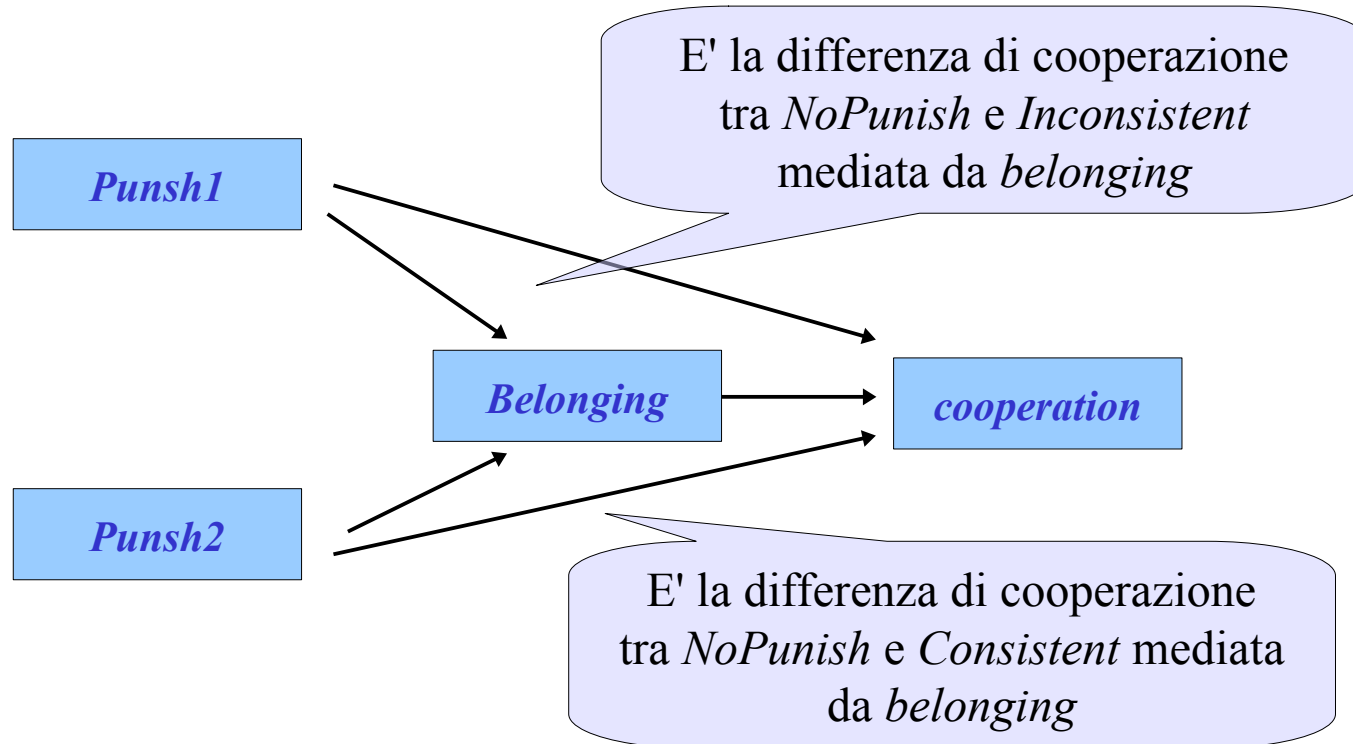 E' la differenza di cooperazione
tra NoPunish e Inconsistent
mediata da belonging
Punsh1
Belonging
cooperation
Punsh2
E' la differenza di cooperazione
tra NoPunish e Consistent mediata
da belonging